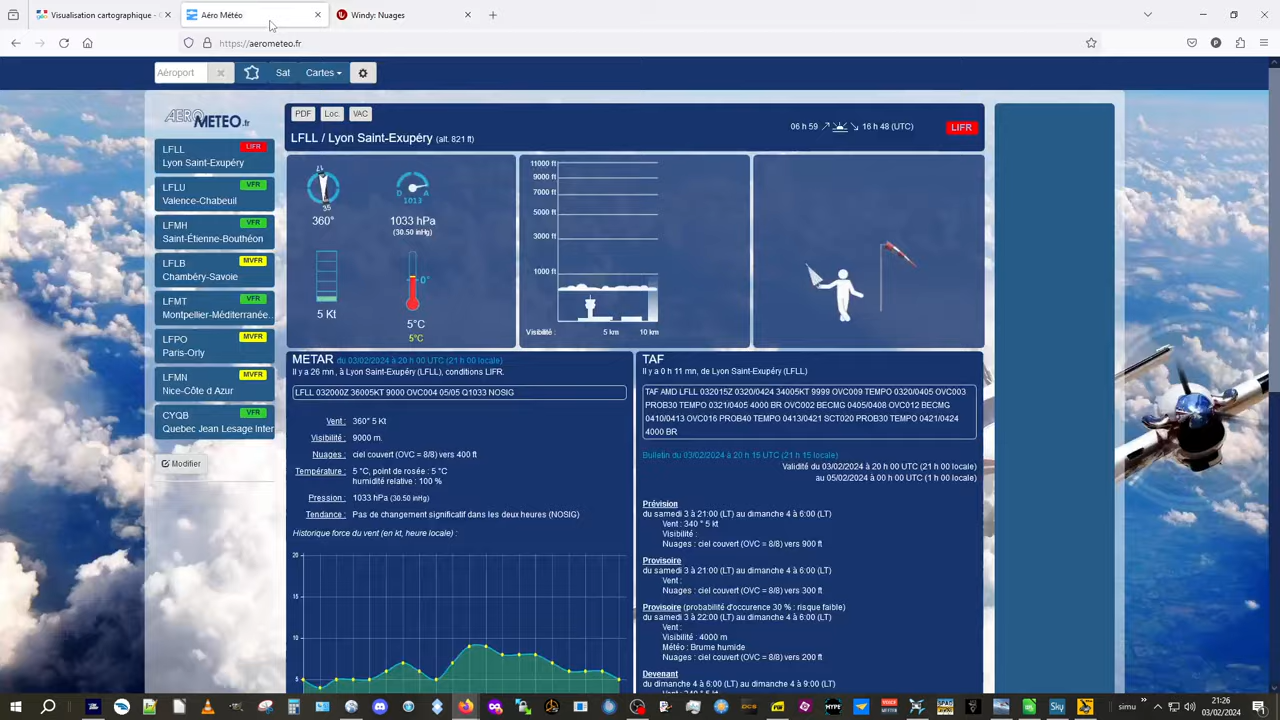 Visualisation cartographique - G
Aéro Météo
Windy: Nuages
https://aerometeo.fr
Aéroport
Sat
Cartes
AERO METEO.fr
PDF
Loc.
VAC
LFLL / Lyon Saint-Exupéry (alt. 821 ft)
06 h 59
16 h 48 (UTC)
LIFR
LFLL
LIFR
Lyon Saint-Exupéry
LFLU
VFR
Valence-Chabeuil
LFMH
VFR
Saint-Étienne-Bouthéon
LFLB
MVFR
Chambéry-Savoie
LFMT
VFR
Montpellier-Méditerranée...
LFPO
MVFR
Paris-Orly
LFMN
MVFR
Nice-Côte d Azur
CYQB
VFR
Quebec Jean Lesage Inter
Modifier
17
35
360°
5 Kt
D A
1013
1033 hPa
(30.50 inHg)
0°
5°C
5°C
11000 ft
9000 ft
7000 ft
5000 ft
3000 ft
1000 ft
Visibilité :
5 km
10 km
METAR du 03/02/2024 à 20 h 00 UTC (21 h 00 locale)
Il y a 26 mn , à Lyon Saint-Exupéry (LFLL), conditions LIFR.
LFLL 032000Z 36005KT 9000 OVC004 05/05 Q1033 NOSIG
Vent : 360° 5 Kt
Visibilité : 9000 m.
Nuages : ciel couvert (OVC = 8/8) vers 400 ft
Température : 5 °C, point de rosée : 5 °C
humidité relative : 100 %
Pression : 1033 hPa (30.50 inHg)
Tendance : Pas de changement significatif dans les deux heures (NOSIG)
Historique force du vent (en kt, heure locale) :
20
15
10
5
TAF
Il y a 0 h 11 mn, de Lyon Saint-Exupéry (LFLL)
TAF AMD LFLL 032015Z 0320/0424 34005KT 9999 OVC009 TEMPO 0320/0405 OVC003
PROB30 TEMPO 0321/0405 4000 BR OVC002 BECMG 0405/0408 OVC012 BECMG
0410/0413 OVC016 PROB40 TEMPO 0413/0421 SCT020 PROB30 TEMPO 0421/0424
4000 BR
Bulletin du 03/02/2024 à 20 h 15 UTC (21 h 15 locale)
Validité du 03/02/2024 à 20 h 00 UTC (21 h 00 locale)
au 05/02/2024 à 00 h 00 UTC (1 h 00 locale)
Prévision
du samedi 3 à 21:00 (LT) au dimanche 4 à 6:00 (LT)
Vent : 340 ° 5 kt
Visibilité :
Nuages : ciel couvert (OVC = 8/8) vers 900 ft
Provisoire
du samedi 3 à 21:00 (LT) au dimanche 4 à 6:00 (LT)
Vent :
Nuages : ciel couvert (OVC = 8/8) vers 300 ft
Provisoire (probabilité d'occurence 30 % : risque faible)
du samedi 3 à 22:00 (LT) au dimanche 4 à 6:00 (LT)
Vent :
Visibilité : 4000 m
Météo : Brume humide
Nuages : ciel couvert (OVC = 8/8) vers 200 ft
Devenant
du dimanche 4 à 6:00 (LT) au dimanche 4 à 9:00 (LT)
simu
21:26
03/02/2024